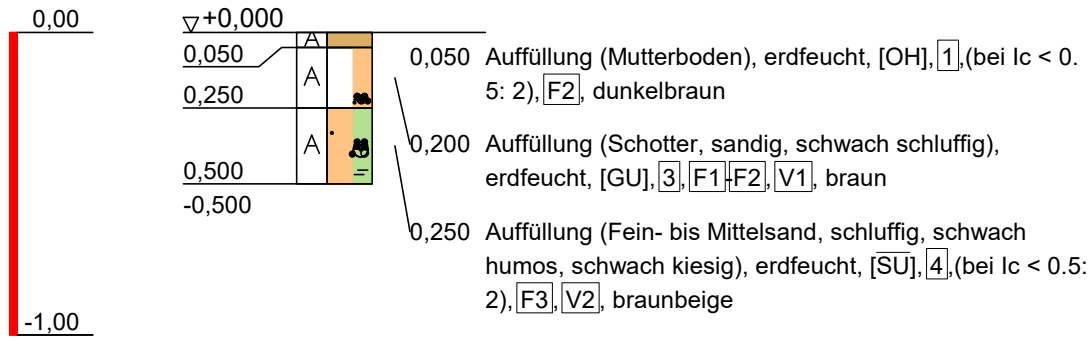 0,00
-1,00
▽+0,000
0,050
0,250
0,500
-0,500
A
A
A
0,050 Auffüllung (Mutterboden), erdfeucht, [OH], 1,(bei Ic < 0.
5: 2), F2, dunkelbraun
0,200 Auffüllung (Schotter, sandig, schwach schluffig),
erdfeucht, [GU], 3, F1-F2, V1, braun
0,250 Auffüllung (Fein- bis Mittelsand, schluffig, schwach
humos, schwach kiesig), erdfeucht, [S̅U̅], 4,(bei Ic < 0.5:
2), F3, V2, braunbeige